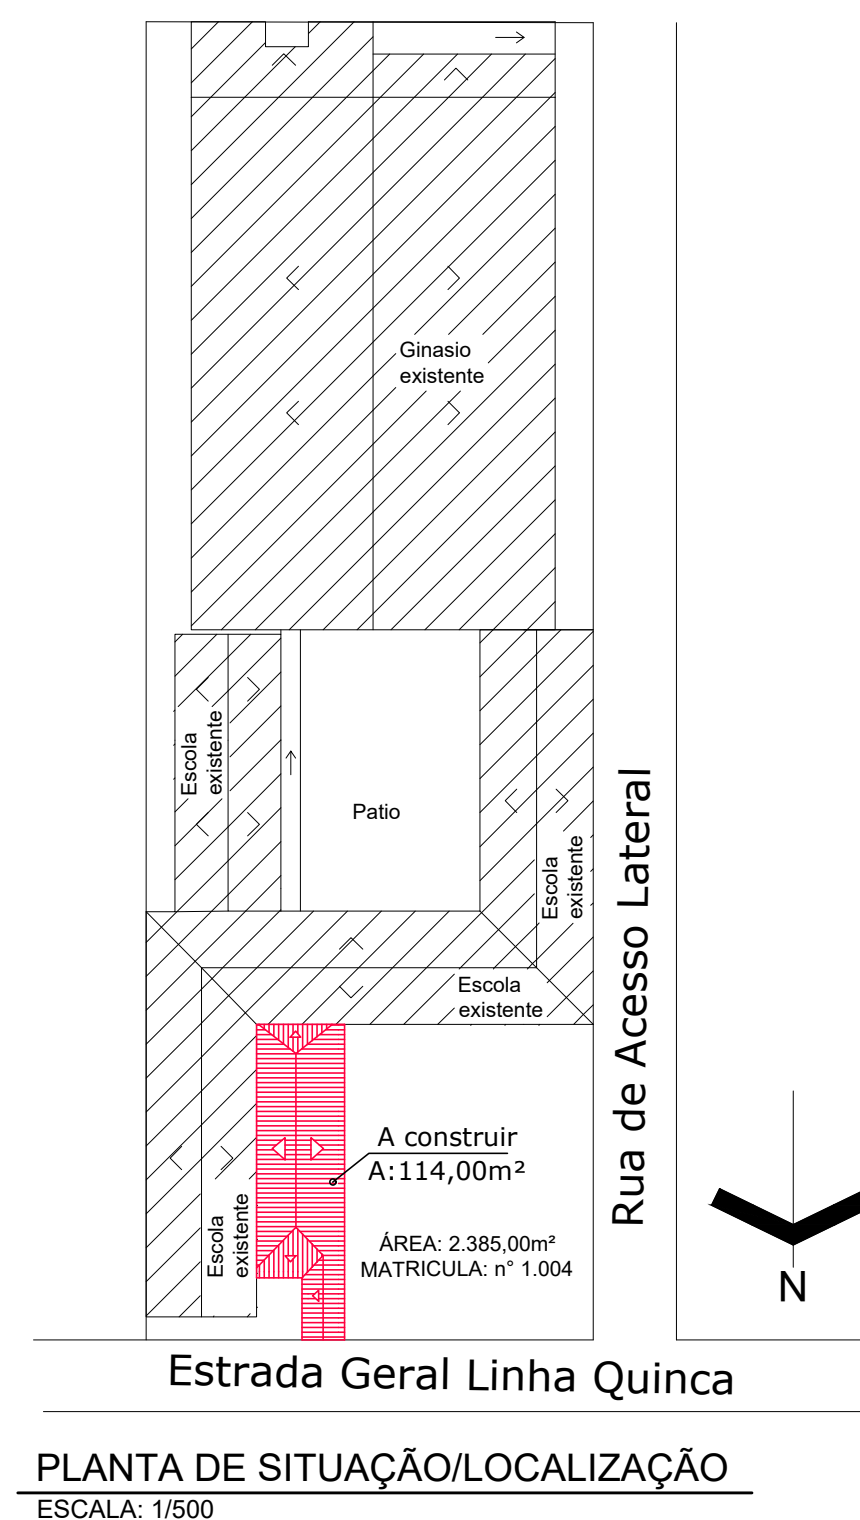 Ginasio
existente
Escola
existente
Patio
Escola
existente
Escola
existente
Rua de Acesso Lateral
A construir
A:114,00m²
Escola
existente
ÁREA: 2.385,00m²
MATRICULA: n° 1.004
N
Estrada Geral Linha Quinca
PLANTA DE SITUAÇÃO/LOCALIZAÇÃO
ESCALA: 1/500